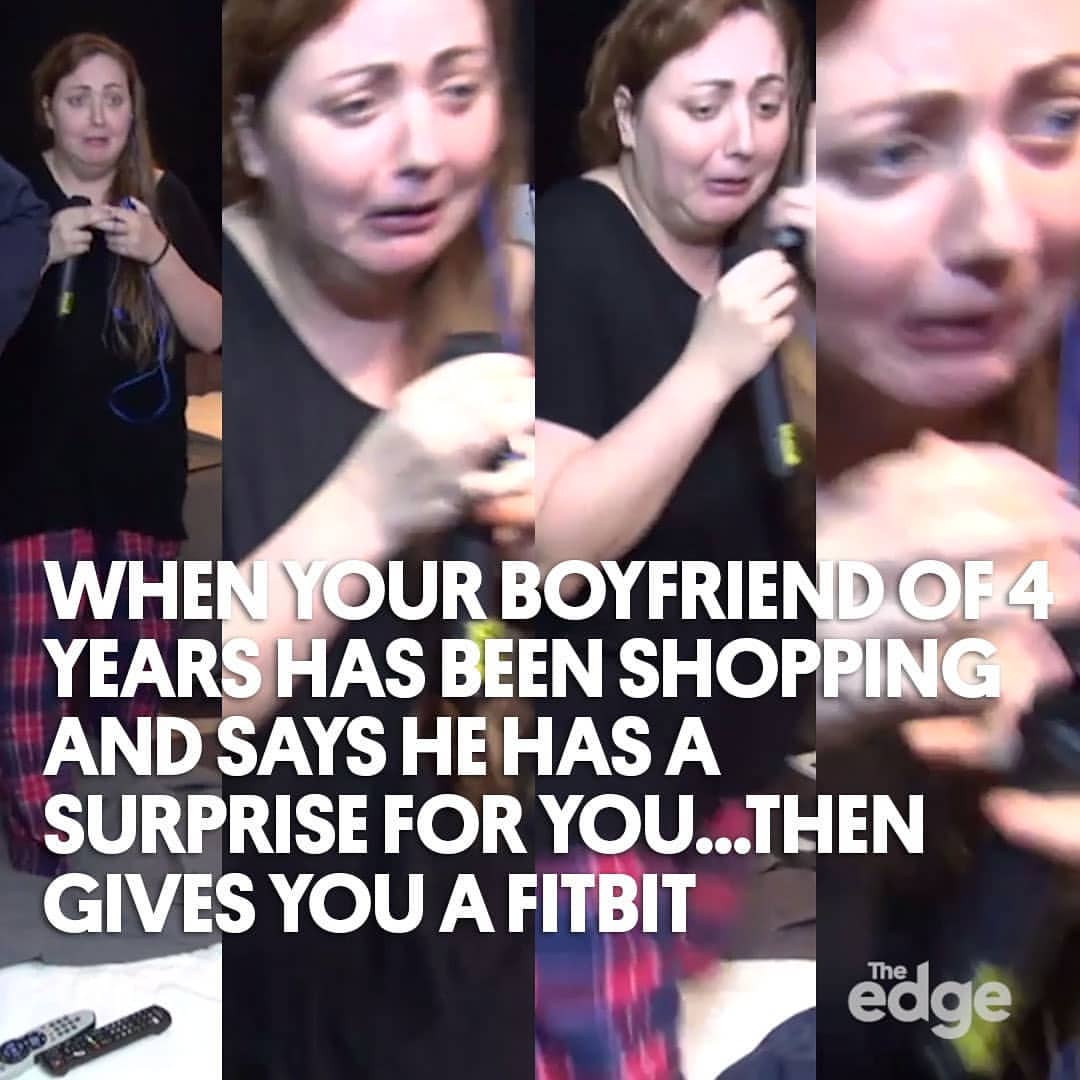 WHEN YOUR BOYFRIEND OF 4
YEARS HAS BEEN SHOPPING
AND SAYS HE HAS A
SURPRISE FOR YOU...THEN
GIVES YOU A FITBIT
The
edge